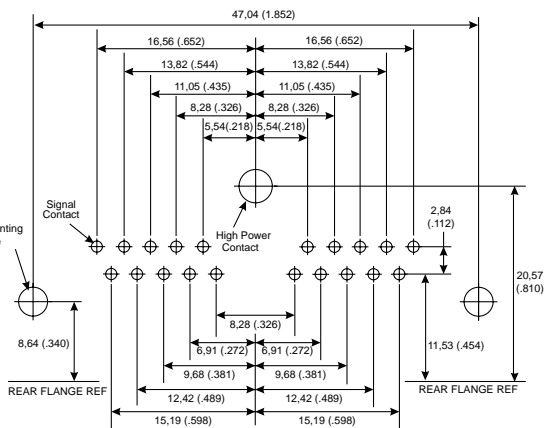 47,04 (1.852)
16,56 (.652) 16,56 (.652)
13,82 (.544) 13,82 (.544)
11,05 (.435) 11,05 (.435)
8,28 (.326) 8,28 (.326)
5,54(.218) 5,54(.218)
Signal
Contact
High Power
Contact
2,84
(.112)
20,57
(.810)
8,28 (.326)
8,64 (.340)
11,53 (.454)
6,91 (.272) 6,91 (.272)
9,68 (.381) 9,68 (.381)
REAR FLANGE REF REAR FLANGE REF
12,42 (.489) 12,42 (.489)
15,19 (.598) 15,19 (.598)